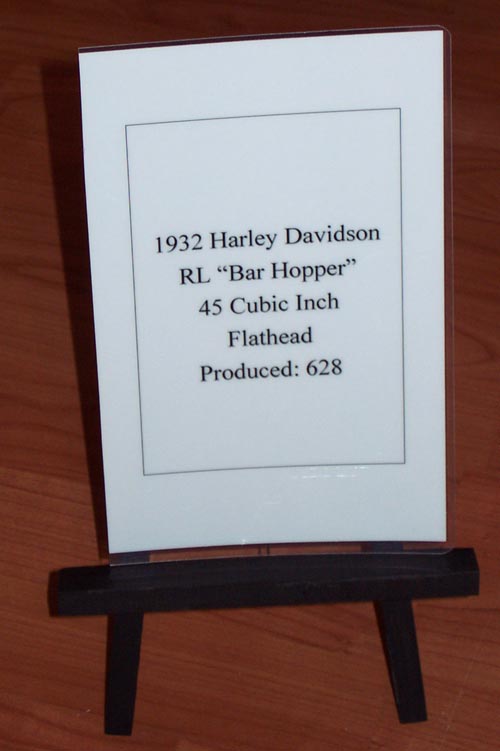 1932 Harley Davidson
RL “Bar Hopper”
45 Cubic Inch
Flathead
Produced: 628